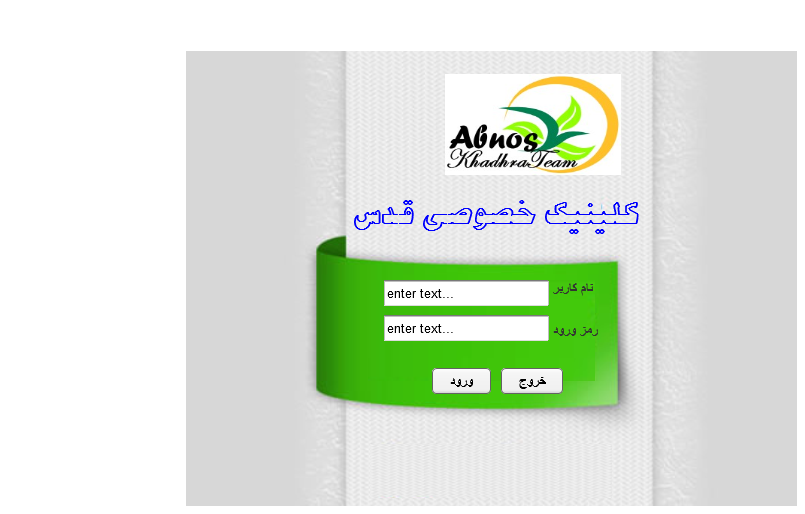 Abnos
KhadhraTeam
کلینیک خصوصی قدس
نام کاربر
enter text...
رمز ورود
enter text...
خروج
ورود